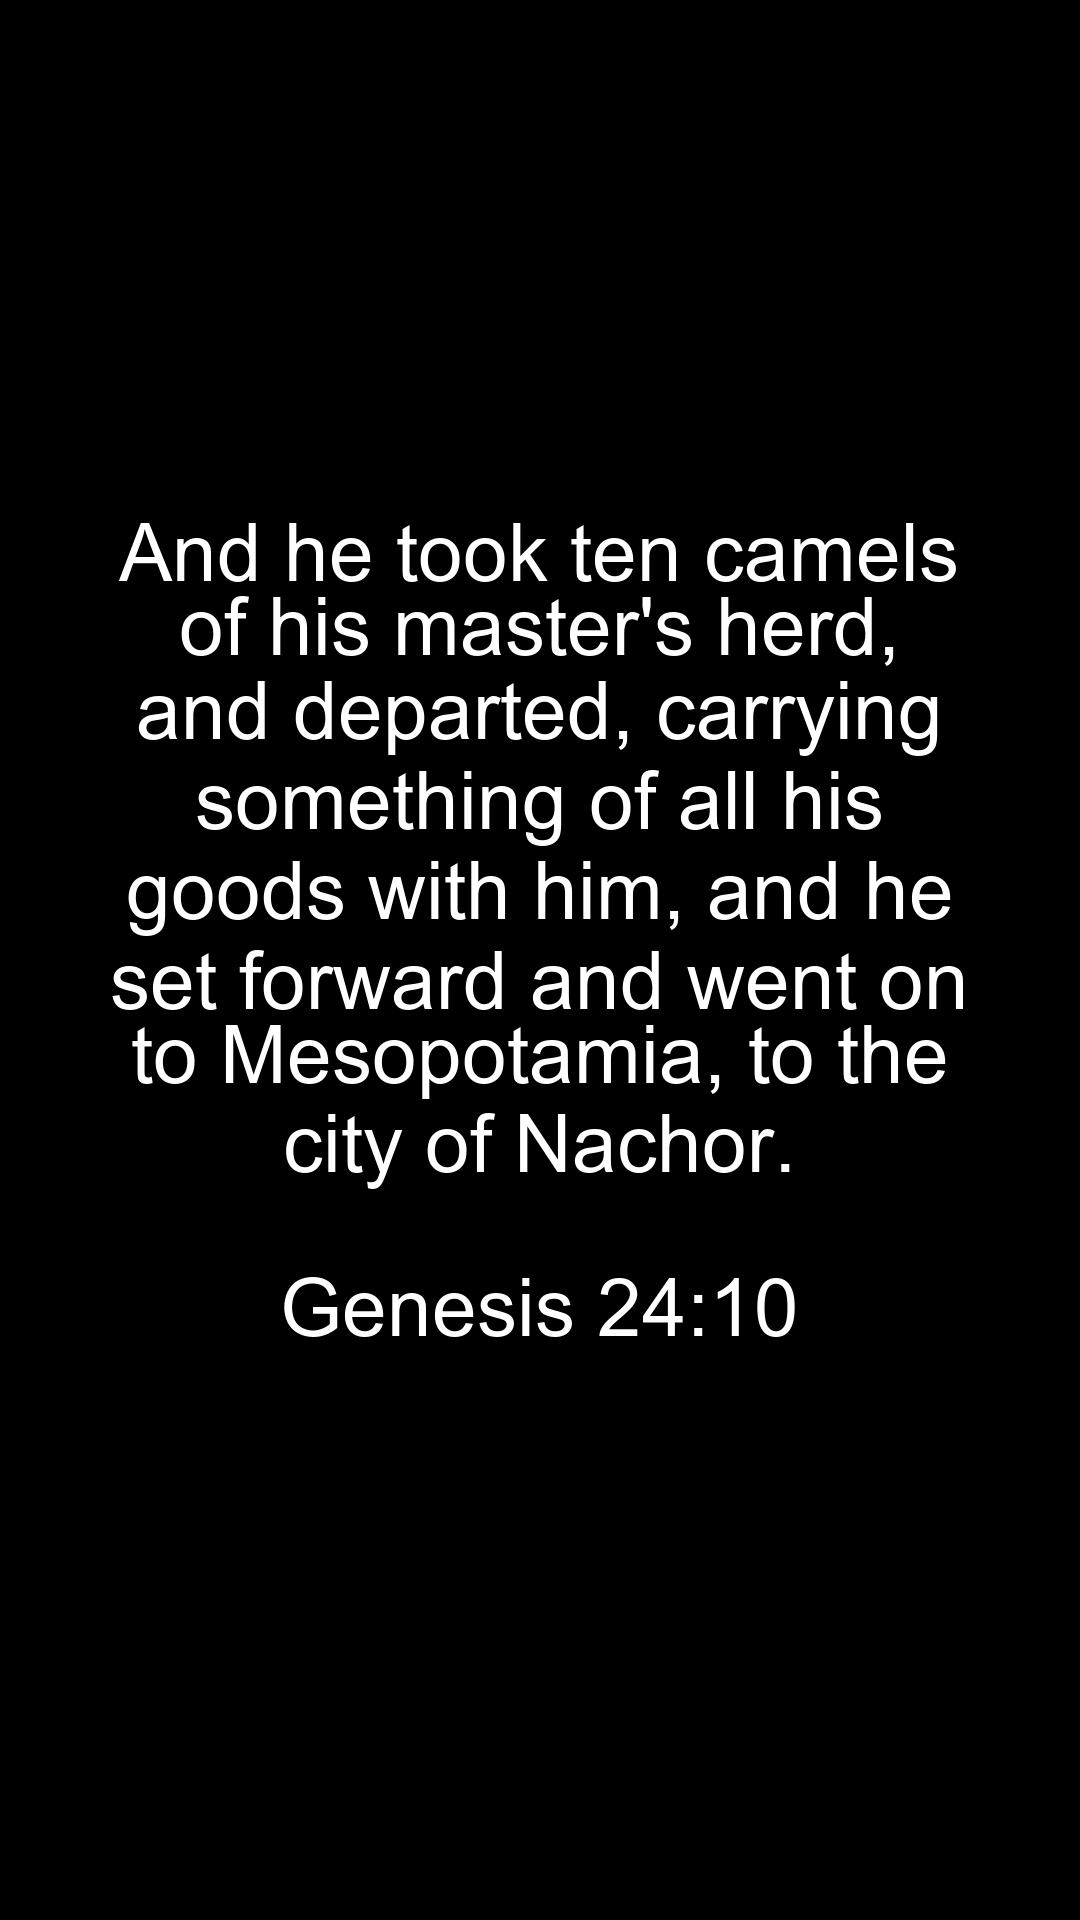 And he took ten camels
of his master's herd,
and departed, carrying
something of all his
goods with him, and he
set forward and went on
to Mesopotamia, to the
city of Nachor.
Genesis 24:10